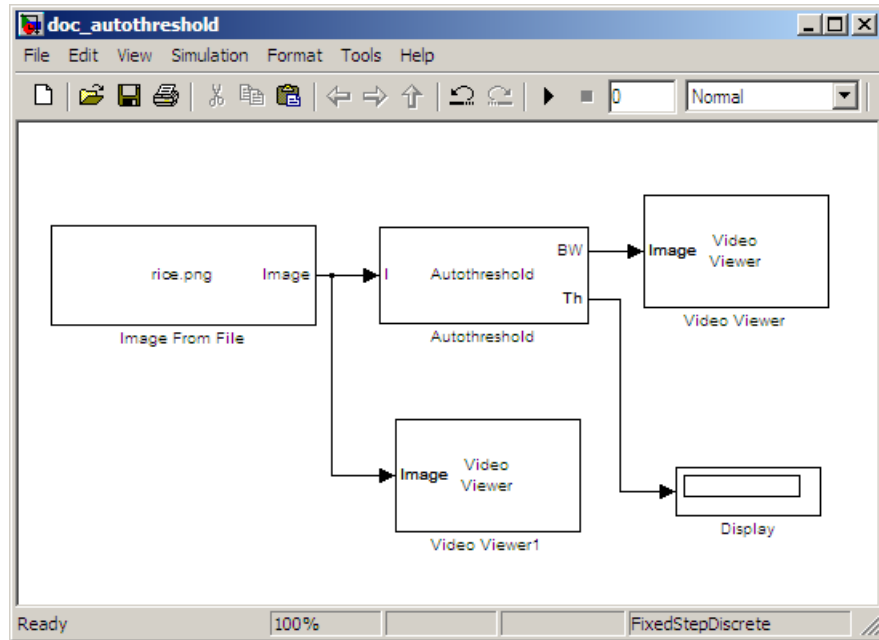 doc_autothreshold
File Edit View Simulation Format Tools Help
0 Normal
rice.png Image
Image From File
I Autothreshold BW Th
Autothreshold
Image Video Viewer
Video Viewer
Image Video Viewer
Video Viewer1
Display
Ready 100% FixedStepDiscrete